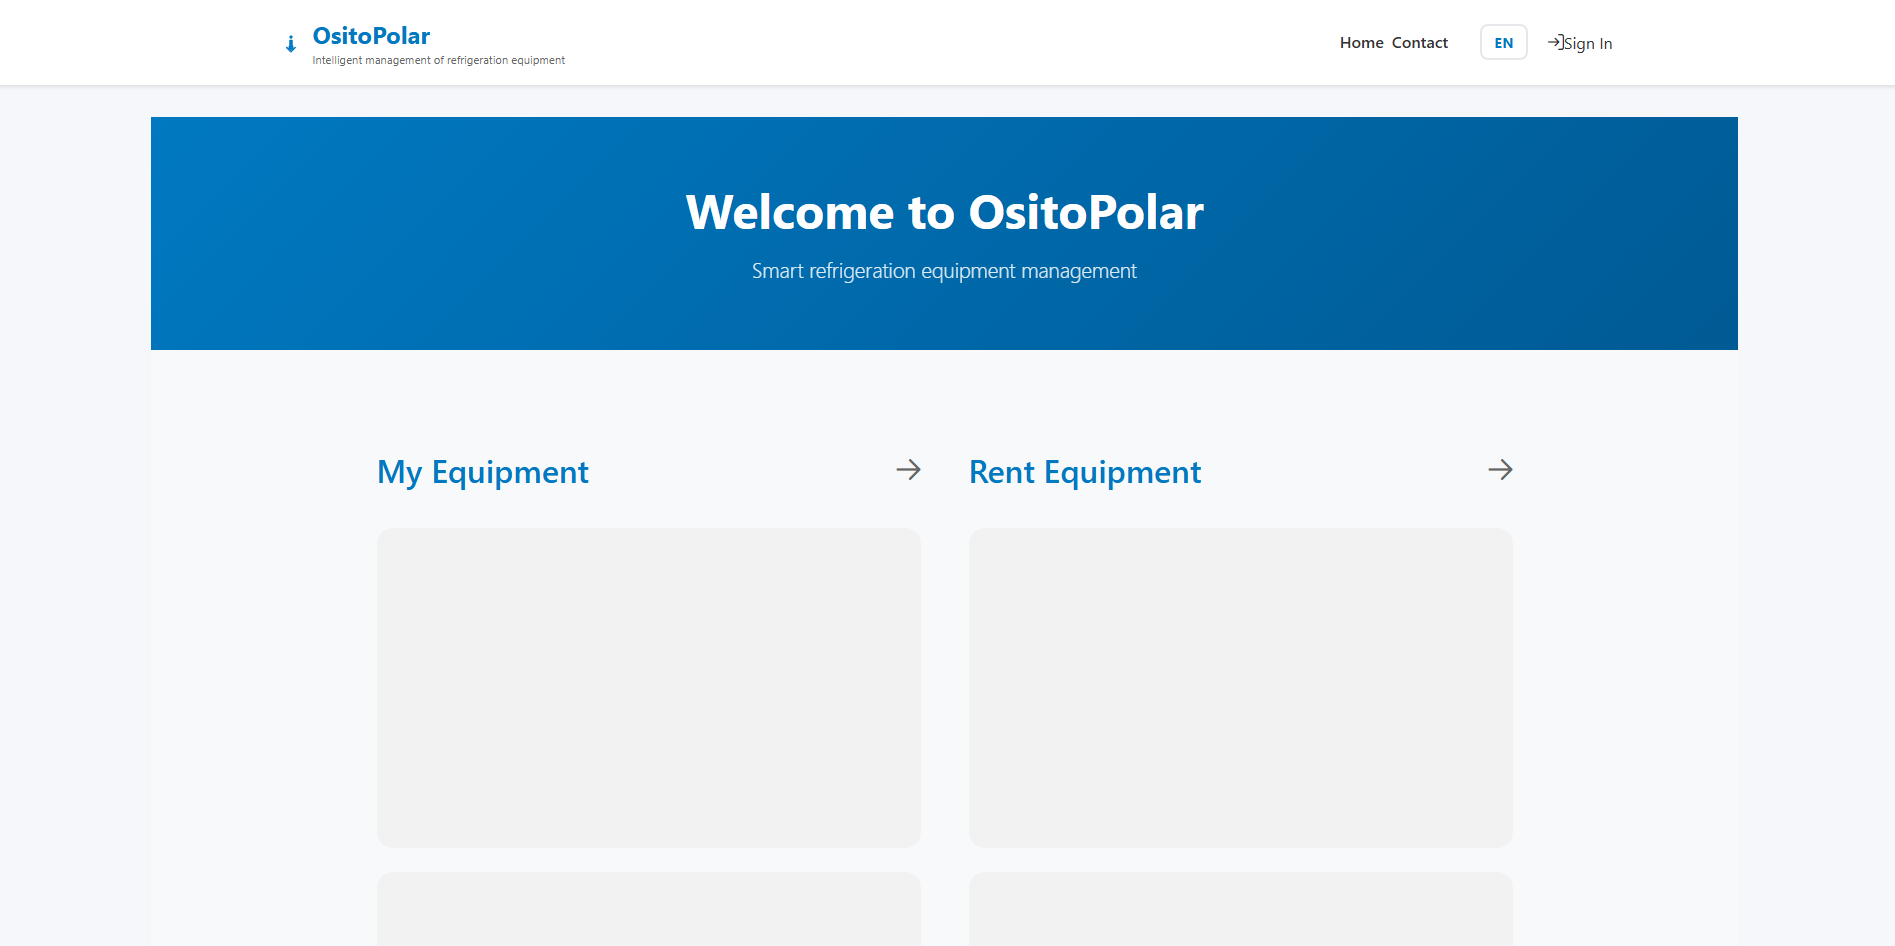 OsitoPolar
Intelligent management of refrigeration equipment
Home Contact EN Sign In
Welcome to OsitoPolar
Smart refrigeration equipment management
My Equipment
Rent Equipment